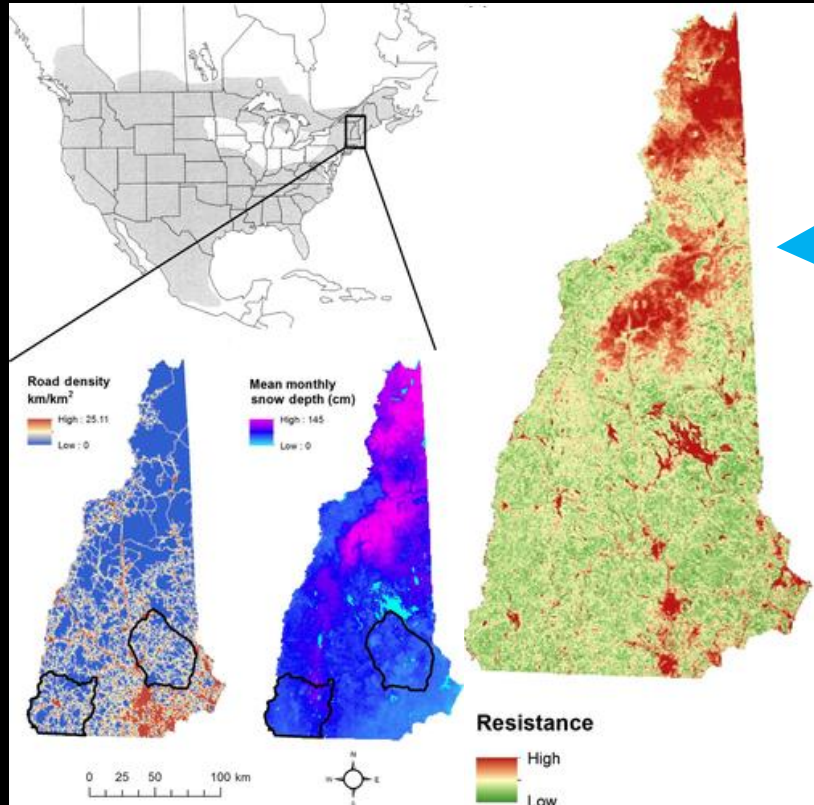 Road density
km/km²
High : 25.11
Low : 0
Mean monthly
snow depth (cm)
High : 145
Low : 0
0 25 50 100 km
N
W E
Resistance
High
Low